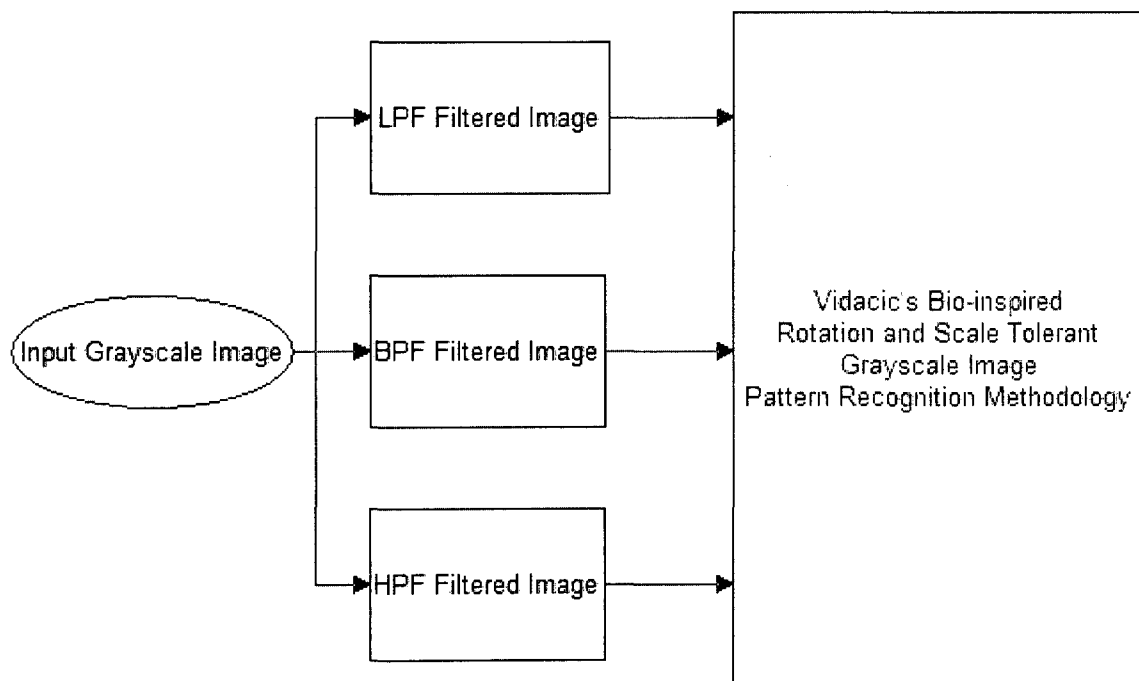 LPF Filtered Image
Input Grayscale Image
BPF Filtered Image
HPF Filtered Image
Vidacic's Bio-inspired
Rotation and Scale Tolerant
Grayscale Image
Pattern Recognition Methodology